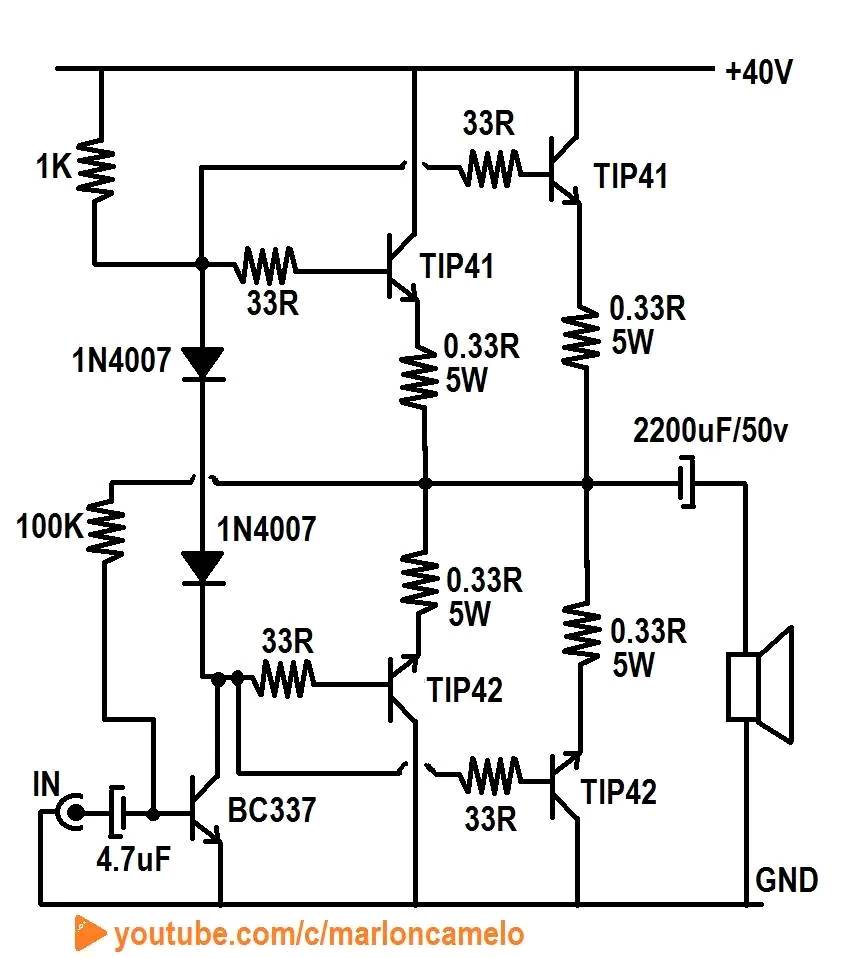 +40V
33R
1K
TIP41
TIP41
33R
0.33R
5W
0.33R
5W
1N4007
2200uF/50v
100K
1N4007
0.33R
5W
33R
0.33R
5W
TIP42
IN
BC337
33R
TIP42
4.7uF
GND
youtube.com/c/marloncamelo